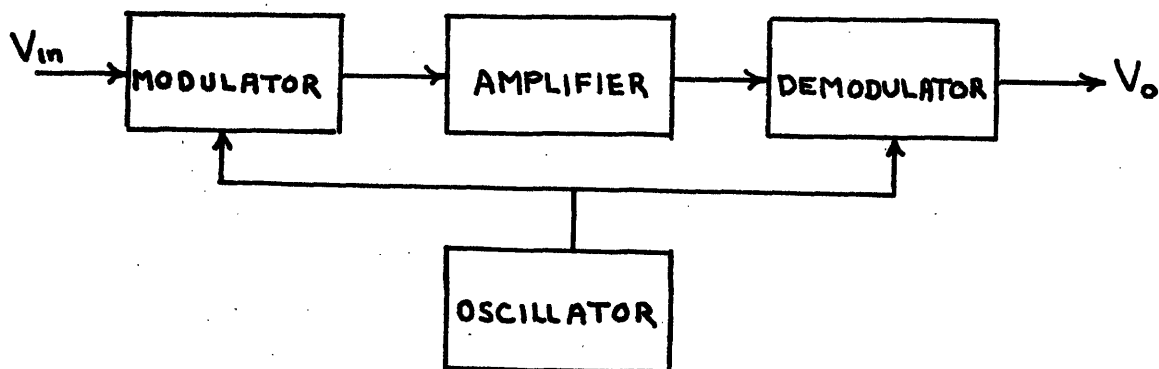 Vin
MODULATOR
AMPLIFIER
DEMODULATOR
Vo
OSCILLATOR